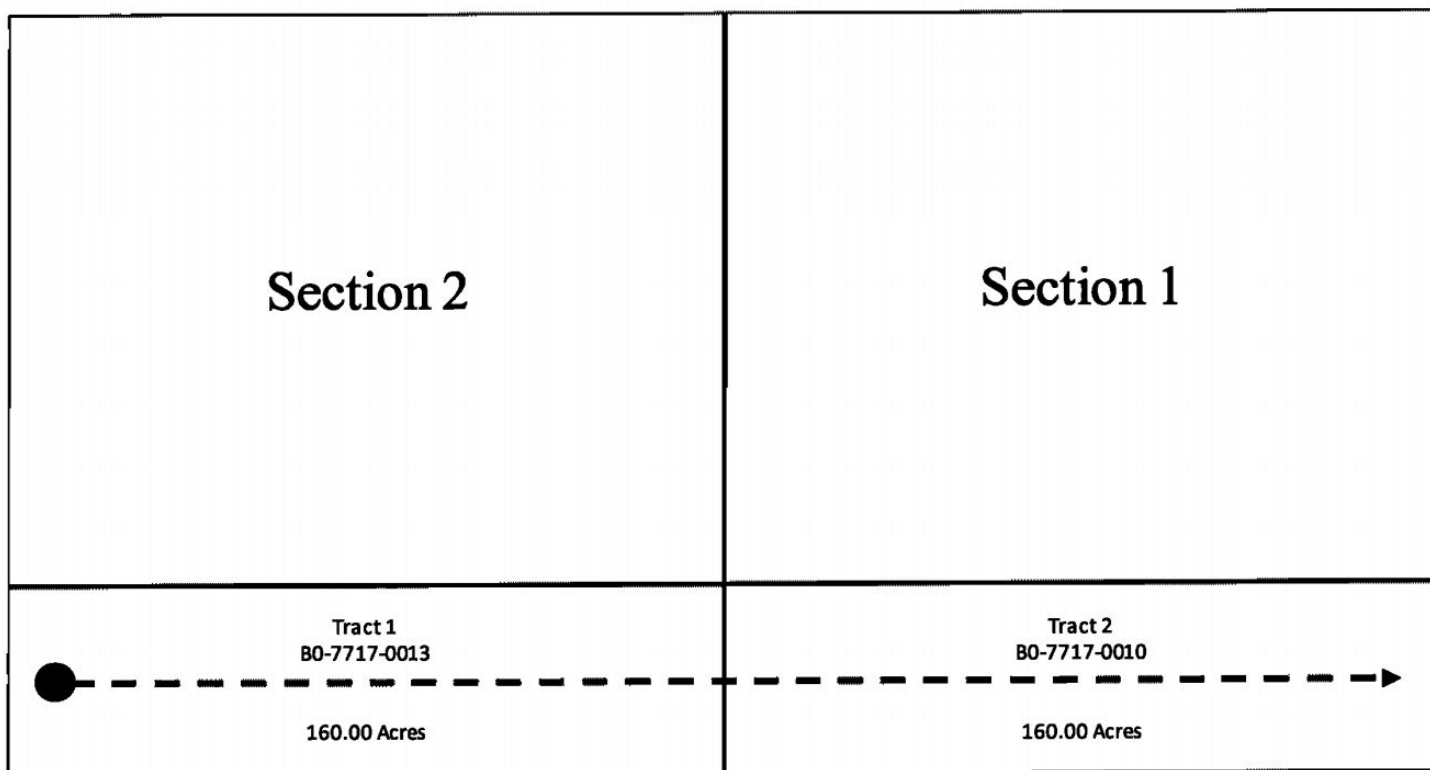 Section 2
Section 1
Tract 1
B0-7717-0013
160.00 Acres
Tract 2
B0-7717-0010
160.00 Acres